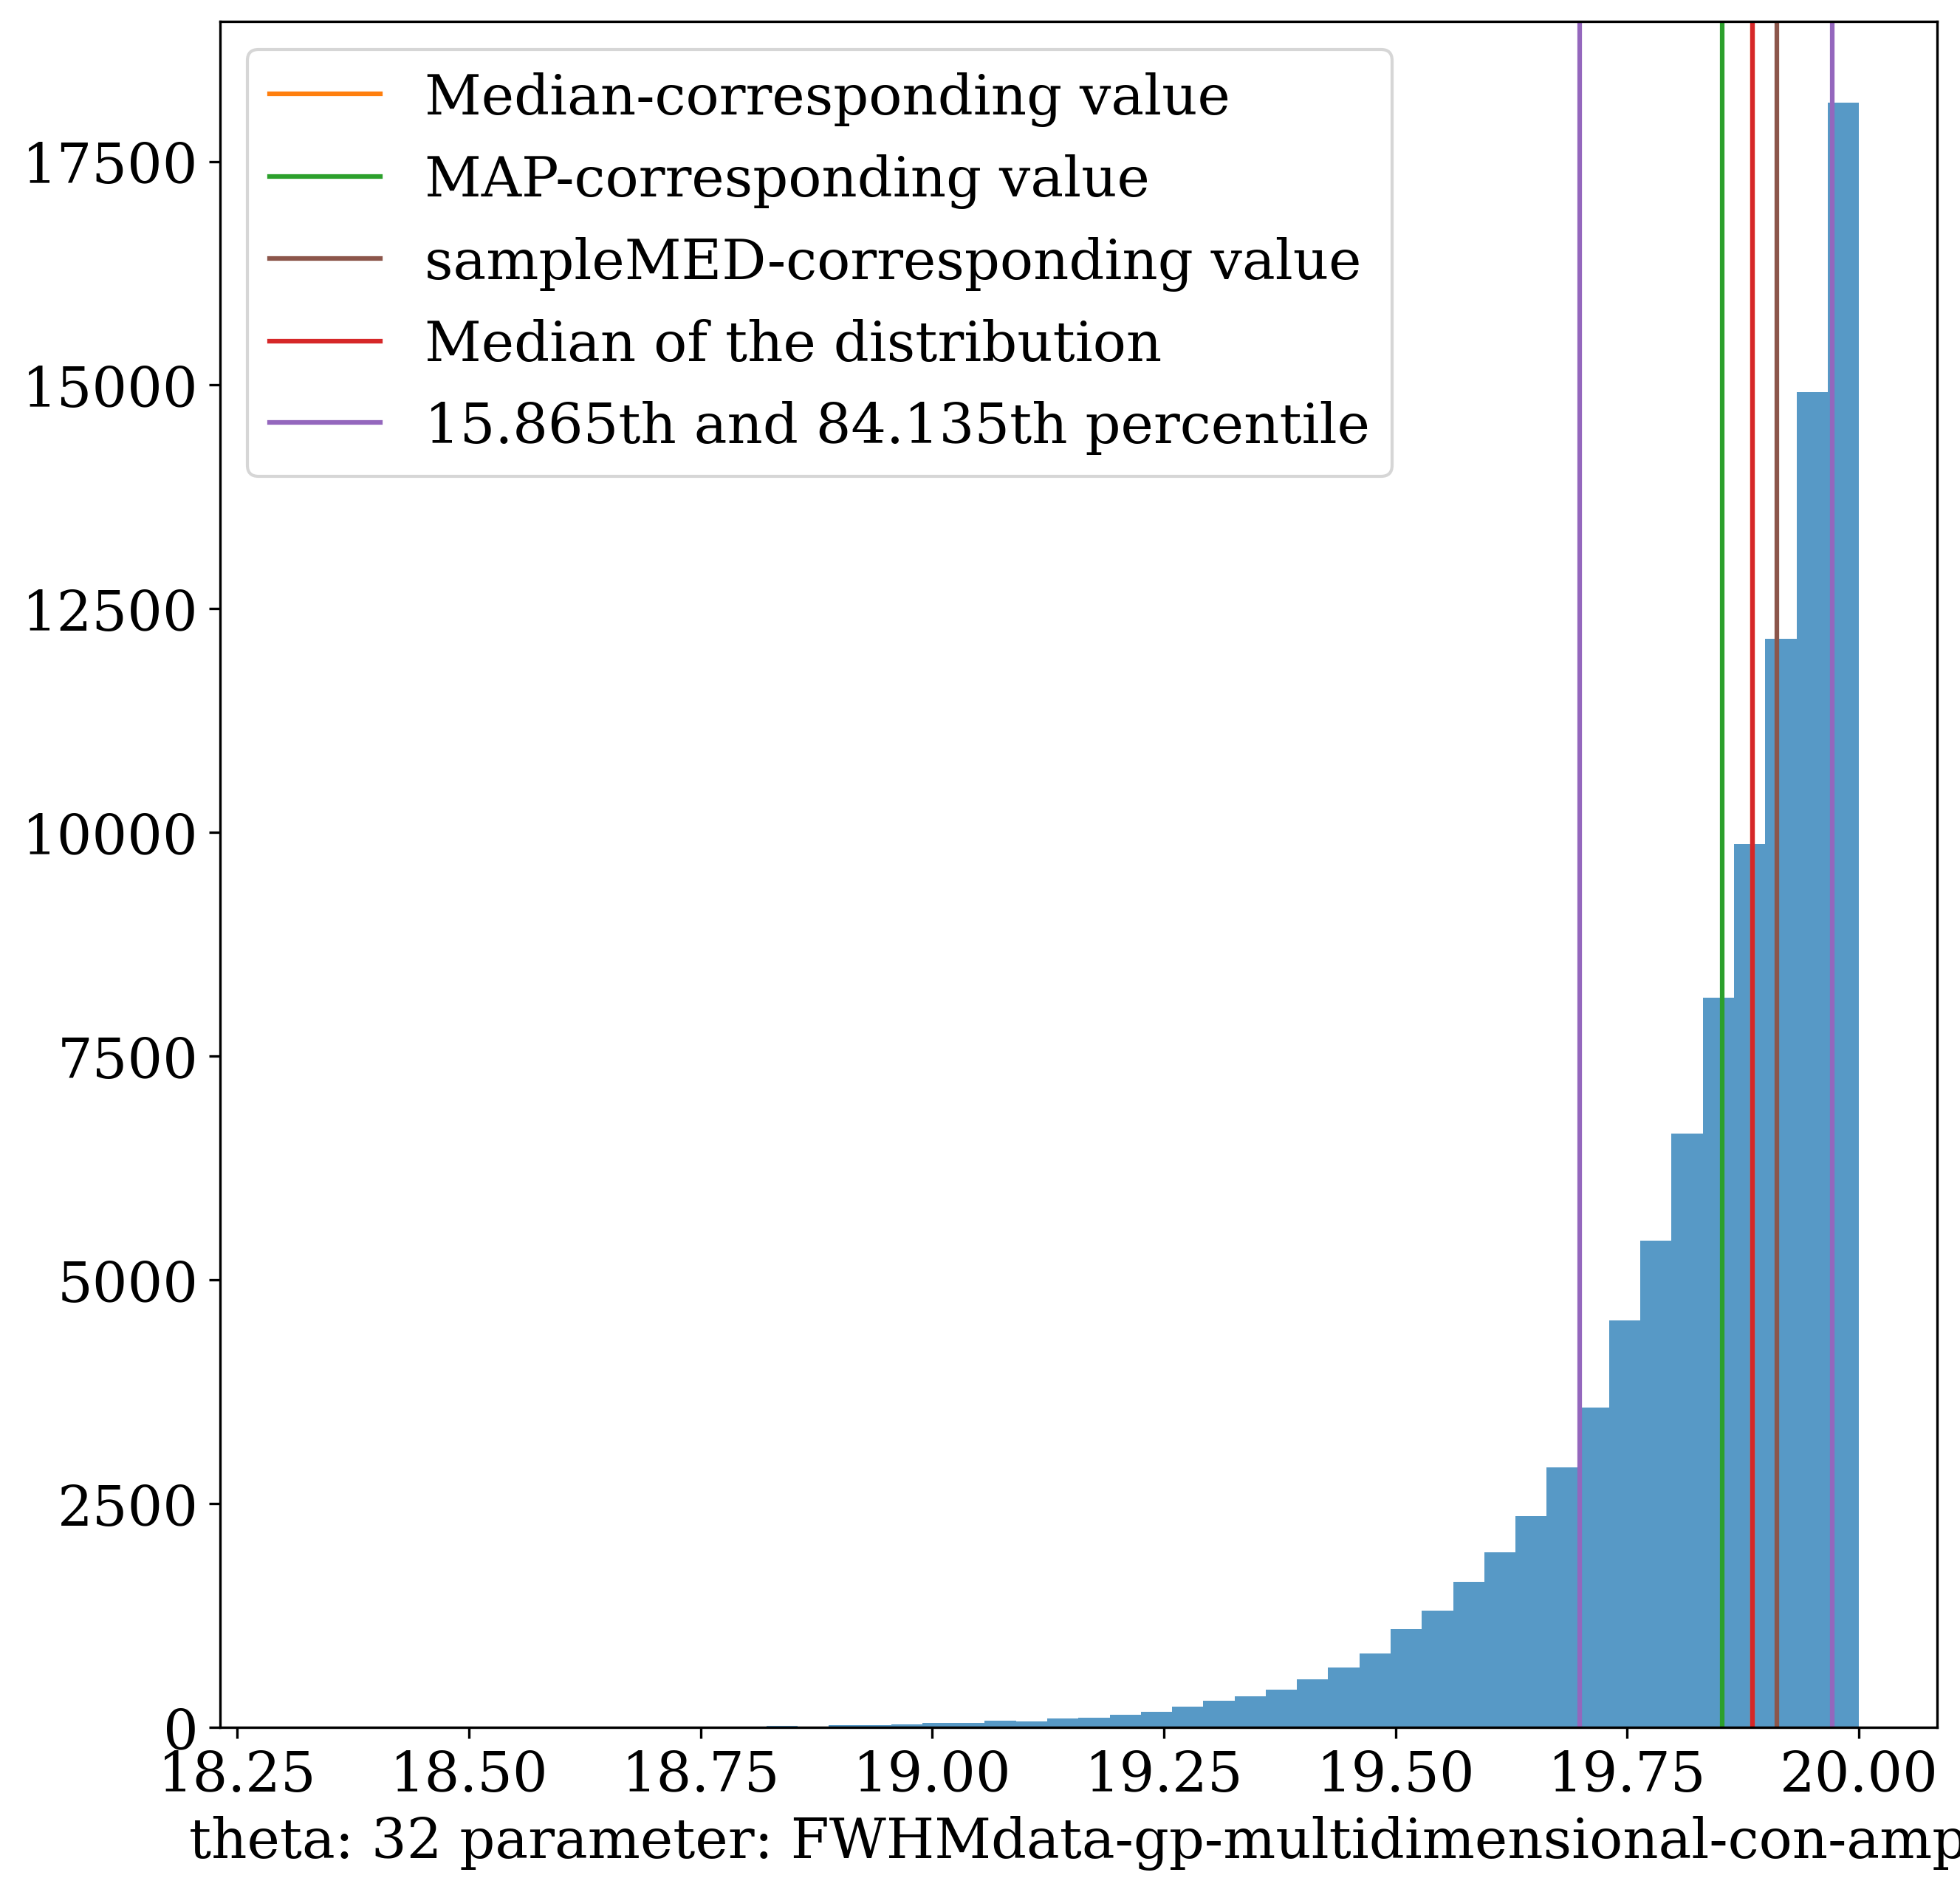 Median-corresponding value
MAP-corresponding value
sampleMED-corresponding value
Median of the distribution
15.865th and 84.135th percentile
17500
15000
12500
10000
7500
5000
2500
0
18.25 18.50 18.75 19.00 19.25 19.50 19.75 20.00
theta: 32 parameter: FWHMdata-gp-multidimensional-con-amp